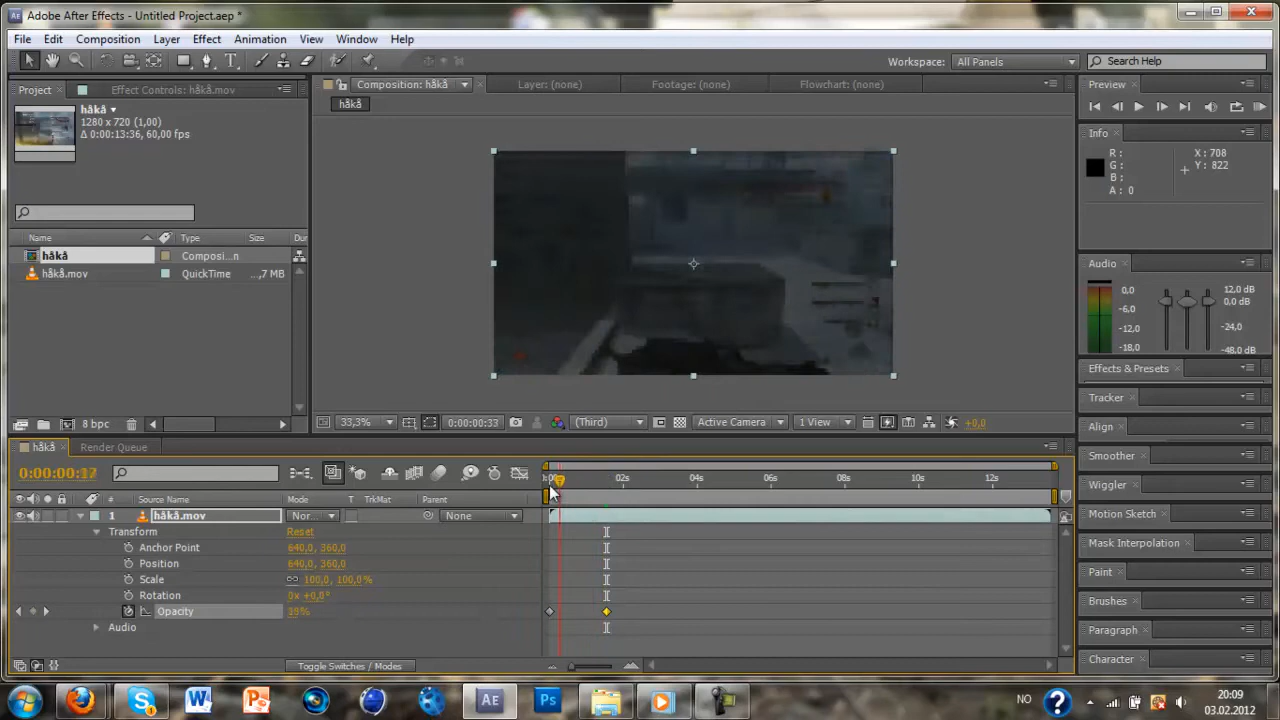 Adobe After Effects - Untitled Project.aep *
File Edit Composition Layer Effect Animation View Window Help
Workspace: All Panels
Search Help
Project Effect Controls: håkå.mov
Composition: håkå Layer: (none) Footage: (none) Flowchart: (none)
Preview
håkå
1280 x 720 (1,00)
Δ 0:00:13:36, 60,00 fps
håkå
Info
R :
G :
B :
A : 0
X : 708
Y : 822
Name Type Size Du
håkå Composi...n
håkå.mov QuickTime ...,7 MB
Audio
0,0
-6,0
-12,0
-18,0
12,0 dB
0,0 dB
-24,0
-48,0 dB
Effects & Presets
Tracker
Align
Smoother
Wiggler
Motion Sketch
Mask Interpolation
Paint
Brushes
Paragraph
Character
8 bpc
33,3% 0:00:00:33 (Third) Active Camera 1 View +0,0
håkå Render Queue
0:00:00:17
02s 04s 06s 08s 10s 12s
# Source Name Mode T TrkMat Parent
1 håkå.mov Nor... None
Transform Reset
Anchor Point 640,0, 360,0
Position 640,0, 360,0
Scale 100,0, 100,0%
Rotation 0x +0,0°
Opacity
Audio
Toggle Switches / Modes
S W P AE Ps NO ?
20:09
03.02.2012